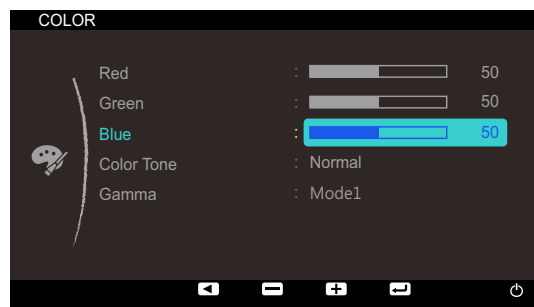 COLOR
Red : 50
Green : 50
Blue : 50
Color Tone : Normal
Gamma : Mode1